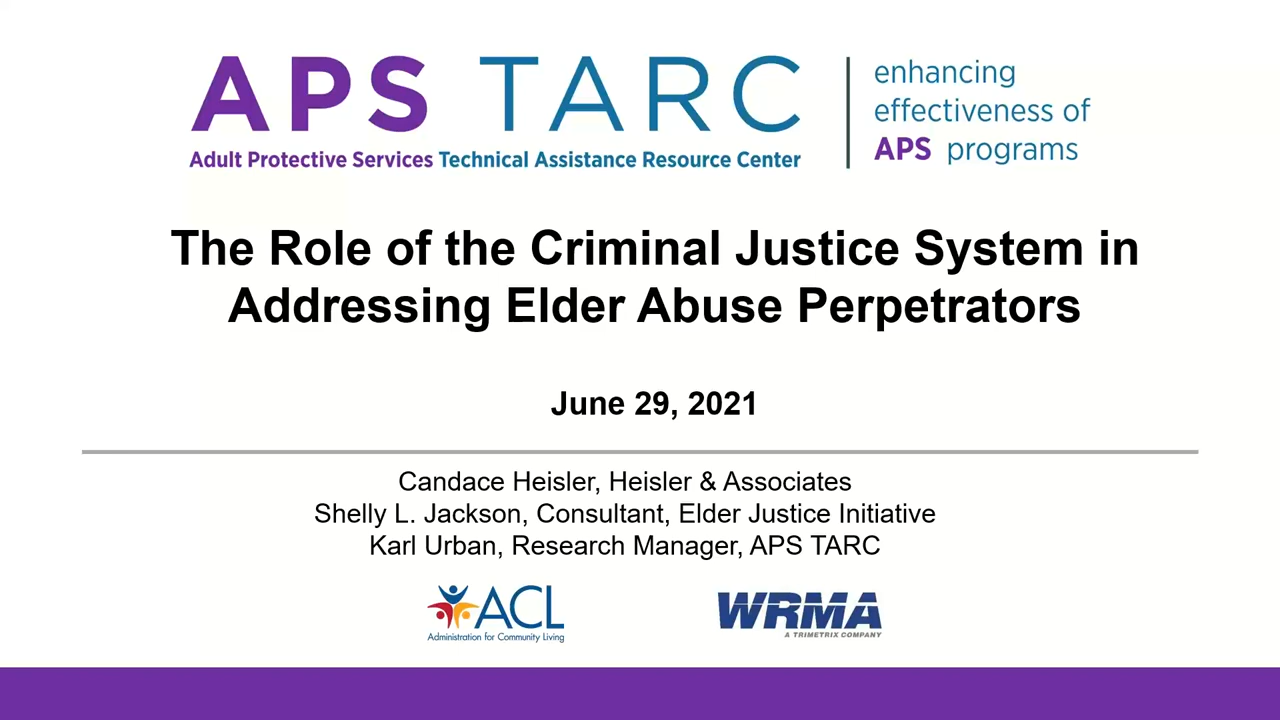 APS TARC
Adult Protective Services Technical Assistance Resource Center
enhancing
effectiveness of
APS programs
The Role of the Criminal Justice System in
Addressing Elder Abuse Perpetrators
June 29, 2021
Candace Heisler, Heisler & Associates
Shelly L. Jackson, Consultant, Elder Justice Initiative
Karl Urban, Research Manager, APS TARC
ACL
Administration for Community Living
WRMA
A TRIMETRIX COMPANY